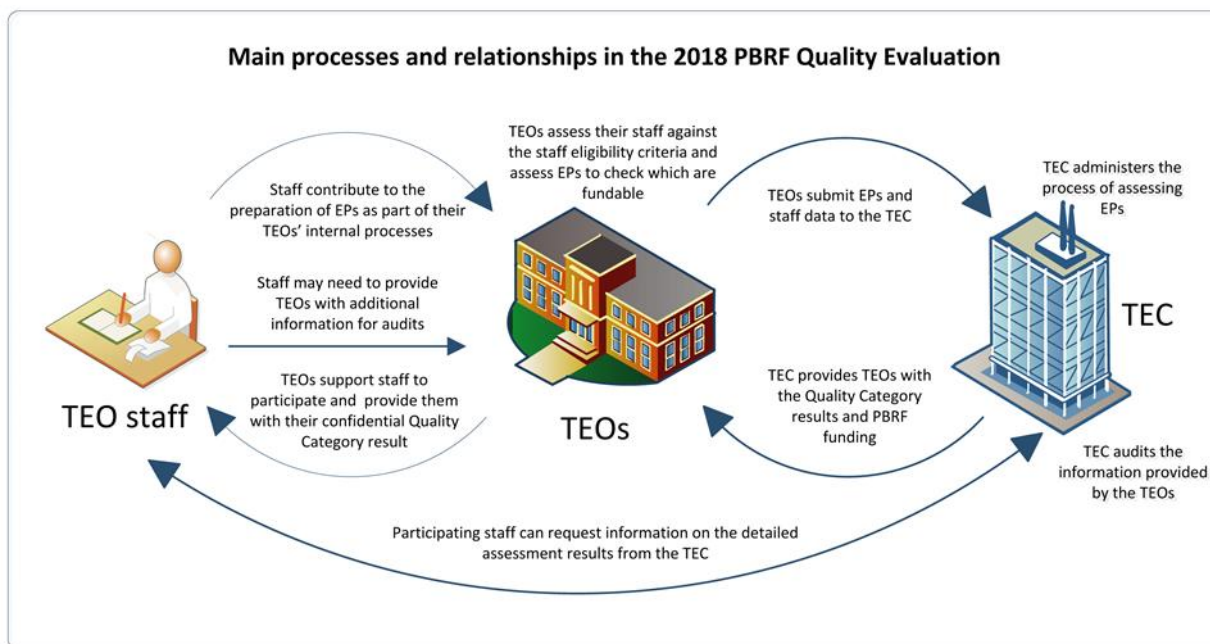 Main processes and relationships in the 2018 PBRF Quality Evaluation
TEOs assess their staff against
the staff eligibility criteria and
assess EPs to check which are
fundable
Staff contribute to the
preparation of EPs as part of their
TEOs' internal processes
TEOs submit EPs and
staff data to the TEC
TEC administers the
process of assessing
EPs
Staff may need to provide
TEOs with additional
information for audits
TEC
TEOs support staff to
participate and provide them
with their confidential Quality
Category result
TEC provides TEOs with
the Quality Category
results and PBRF
funding
TEO staff
TEOs
TEC audits the
information provided
by the TEOs
Participating staff can request information on the detailed
assessment results from the TEC